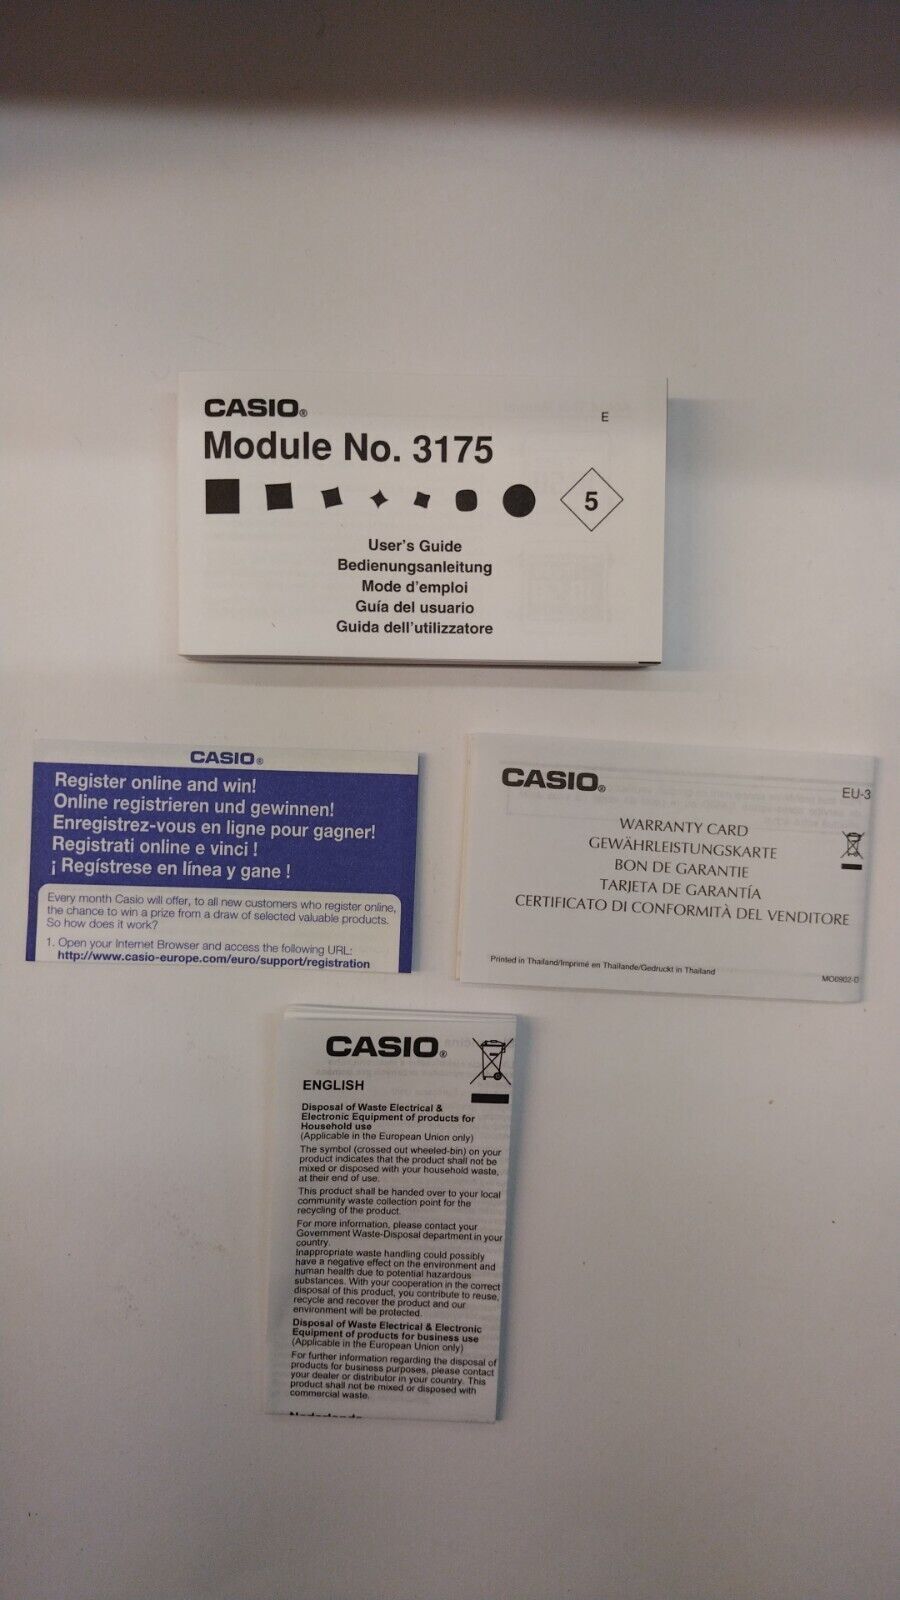 CASIO®
E
Module No. 3175
5
User's Guide
Bedienungsanleitung
Mode d'emploi
Guía del usuario
Guida dell'utilizzatore
CASIO®
Register online and win!
Online registrieren und gewinnen!
Enregistrez-vous en ligne pour gagner!
Registrati online e vinci !
¡ Regístrese en línea y gane !
Every month Casio will offer, to all new customers who register online,
the chance to win a prize from a draw of selected valuable products.
So how does it work?
1. Open your Internet Browser and access the following URL:
http://www.casio-europe.com/euro/support/registration
CASIO®
EU-3
WARRANTY CARD
GEWÄHRLEISTUNGSKARTE
BON DE GARANTIE
TARJETA DE GARANTÍA
CERTIFICATO DI CONFORMITÀ DEL VENDITORE
Printed in Thailand/Imprimé en Thaïlande/Gedruckt in Thailand
MO0902-D
CASIO®
ENGLISH
Disposal of Waste Electrical &
Electronic Equipment of products for
Household use
(Applicable in the European Union only)
The symbol (crossed out wheeled-bin) on your
product indicates that the product shall not be
mixed or disposed with your household waste,
at their end of use.
This product shall be handed over to your local
community waste collection point for the
recycling of the product.
For more information, please contact your
Government Waste-Disposal department in your
country.
Inappropriate waste handling could possibly
have a negative effect on the environment and
human health due to potential hazardous
substances. With your cooperation in the correct
disposal of this product, you contribute to reuse,
recycle and recover the product and our
environment will be protected.
Disposal of Waste Electrical & Electronic
Equipment of products for business use
(Applicable in the European Union only)
For further information regarding the disposal of
products for business purposes, please contact
your dealer or distributor in your country. This
product shall not be mixed or disposed with
commercial waste.